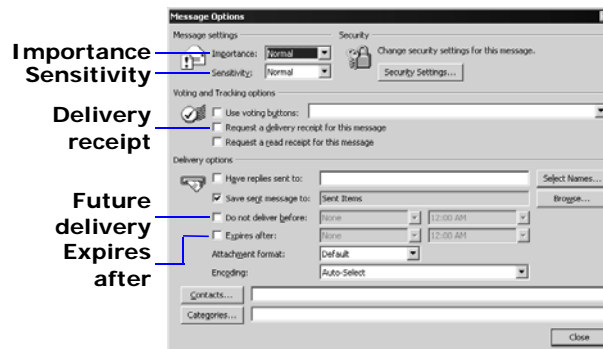 Message Options
Message settings
Security
Importance
Importance: Normal
Change security settings for this message.
Sensitivity
Sensitivity: Normal
Security Settings...
Voting and Tracking options
Use voting buttons:
Delivery receipt
Request a delivery receipt for this message
Request a read receipt for this message
Delivery options
Have replies sent to:
Select Names...
Save sent message to: Sent Items
Browse...
Future delivery
Do not deliver before: None 12:00 AM
Expires after
Expires after: None 12:00 AM
Attachment format: Default
Encoding: Auto-Select
Contacts...
Categories...
Close